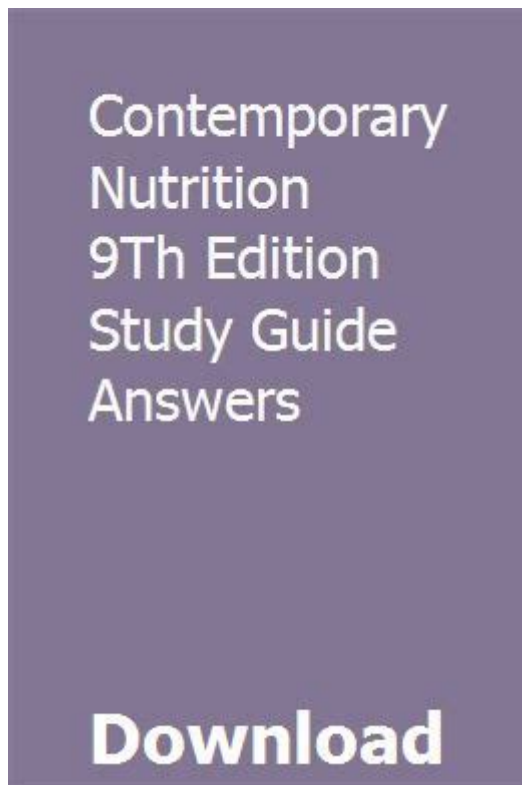 Contemporary
Nutrition
9Th Edition
Study Guide
Answers
Download